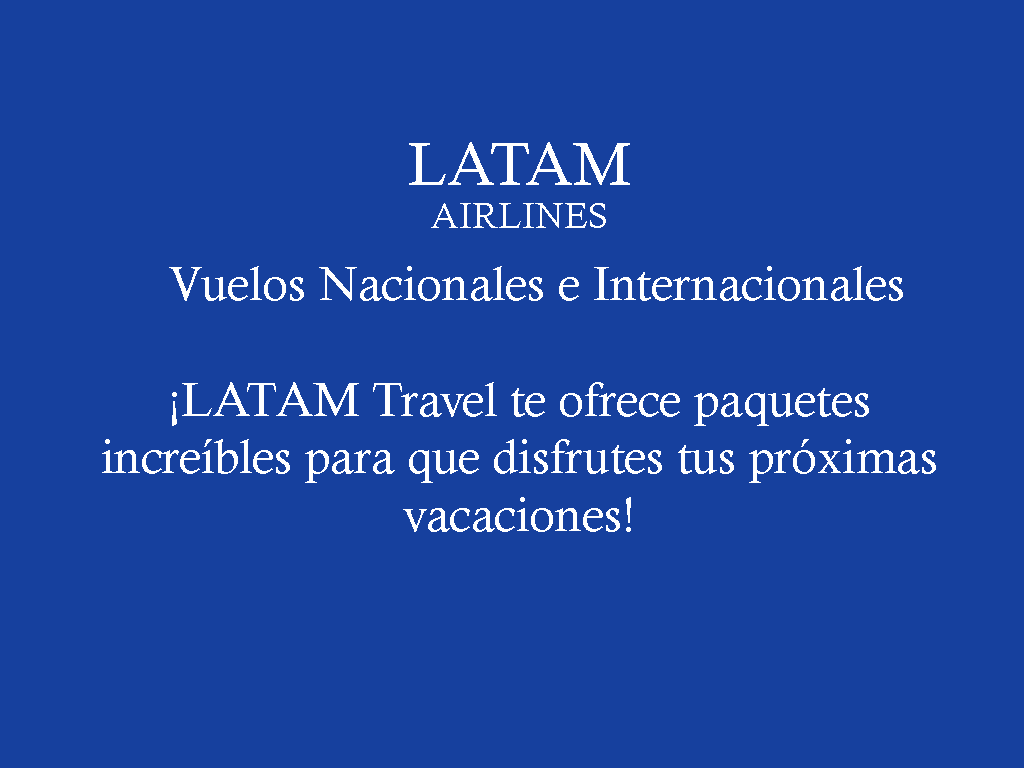 LATAM
AIRLINES
Vuelos Nacionales e Internacionales
¡LATAM Travel te ofrece paquetes
increíbles para que disfrutes tus próximas
vacaciones!